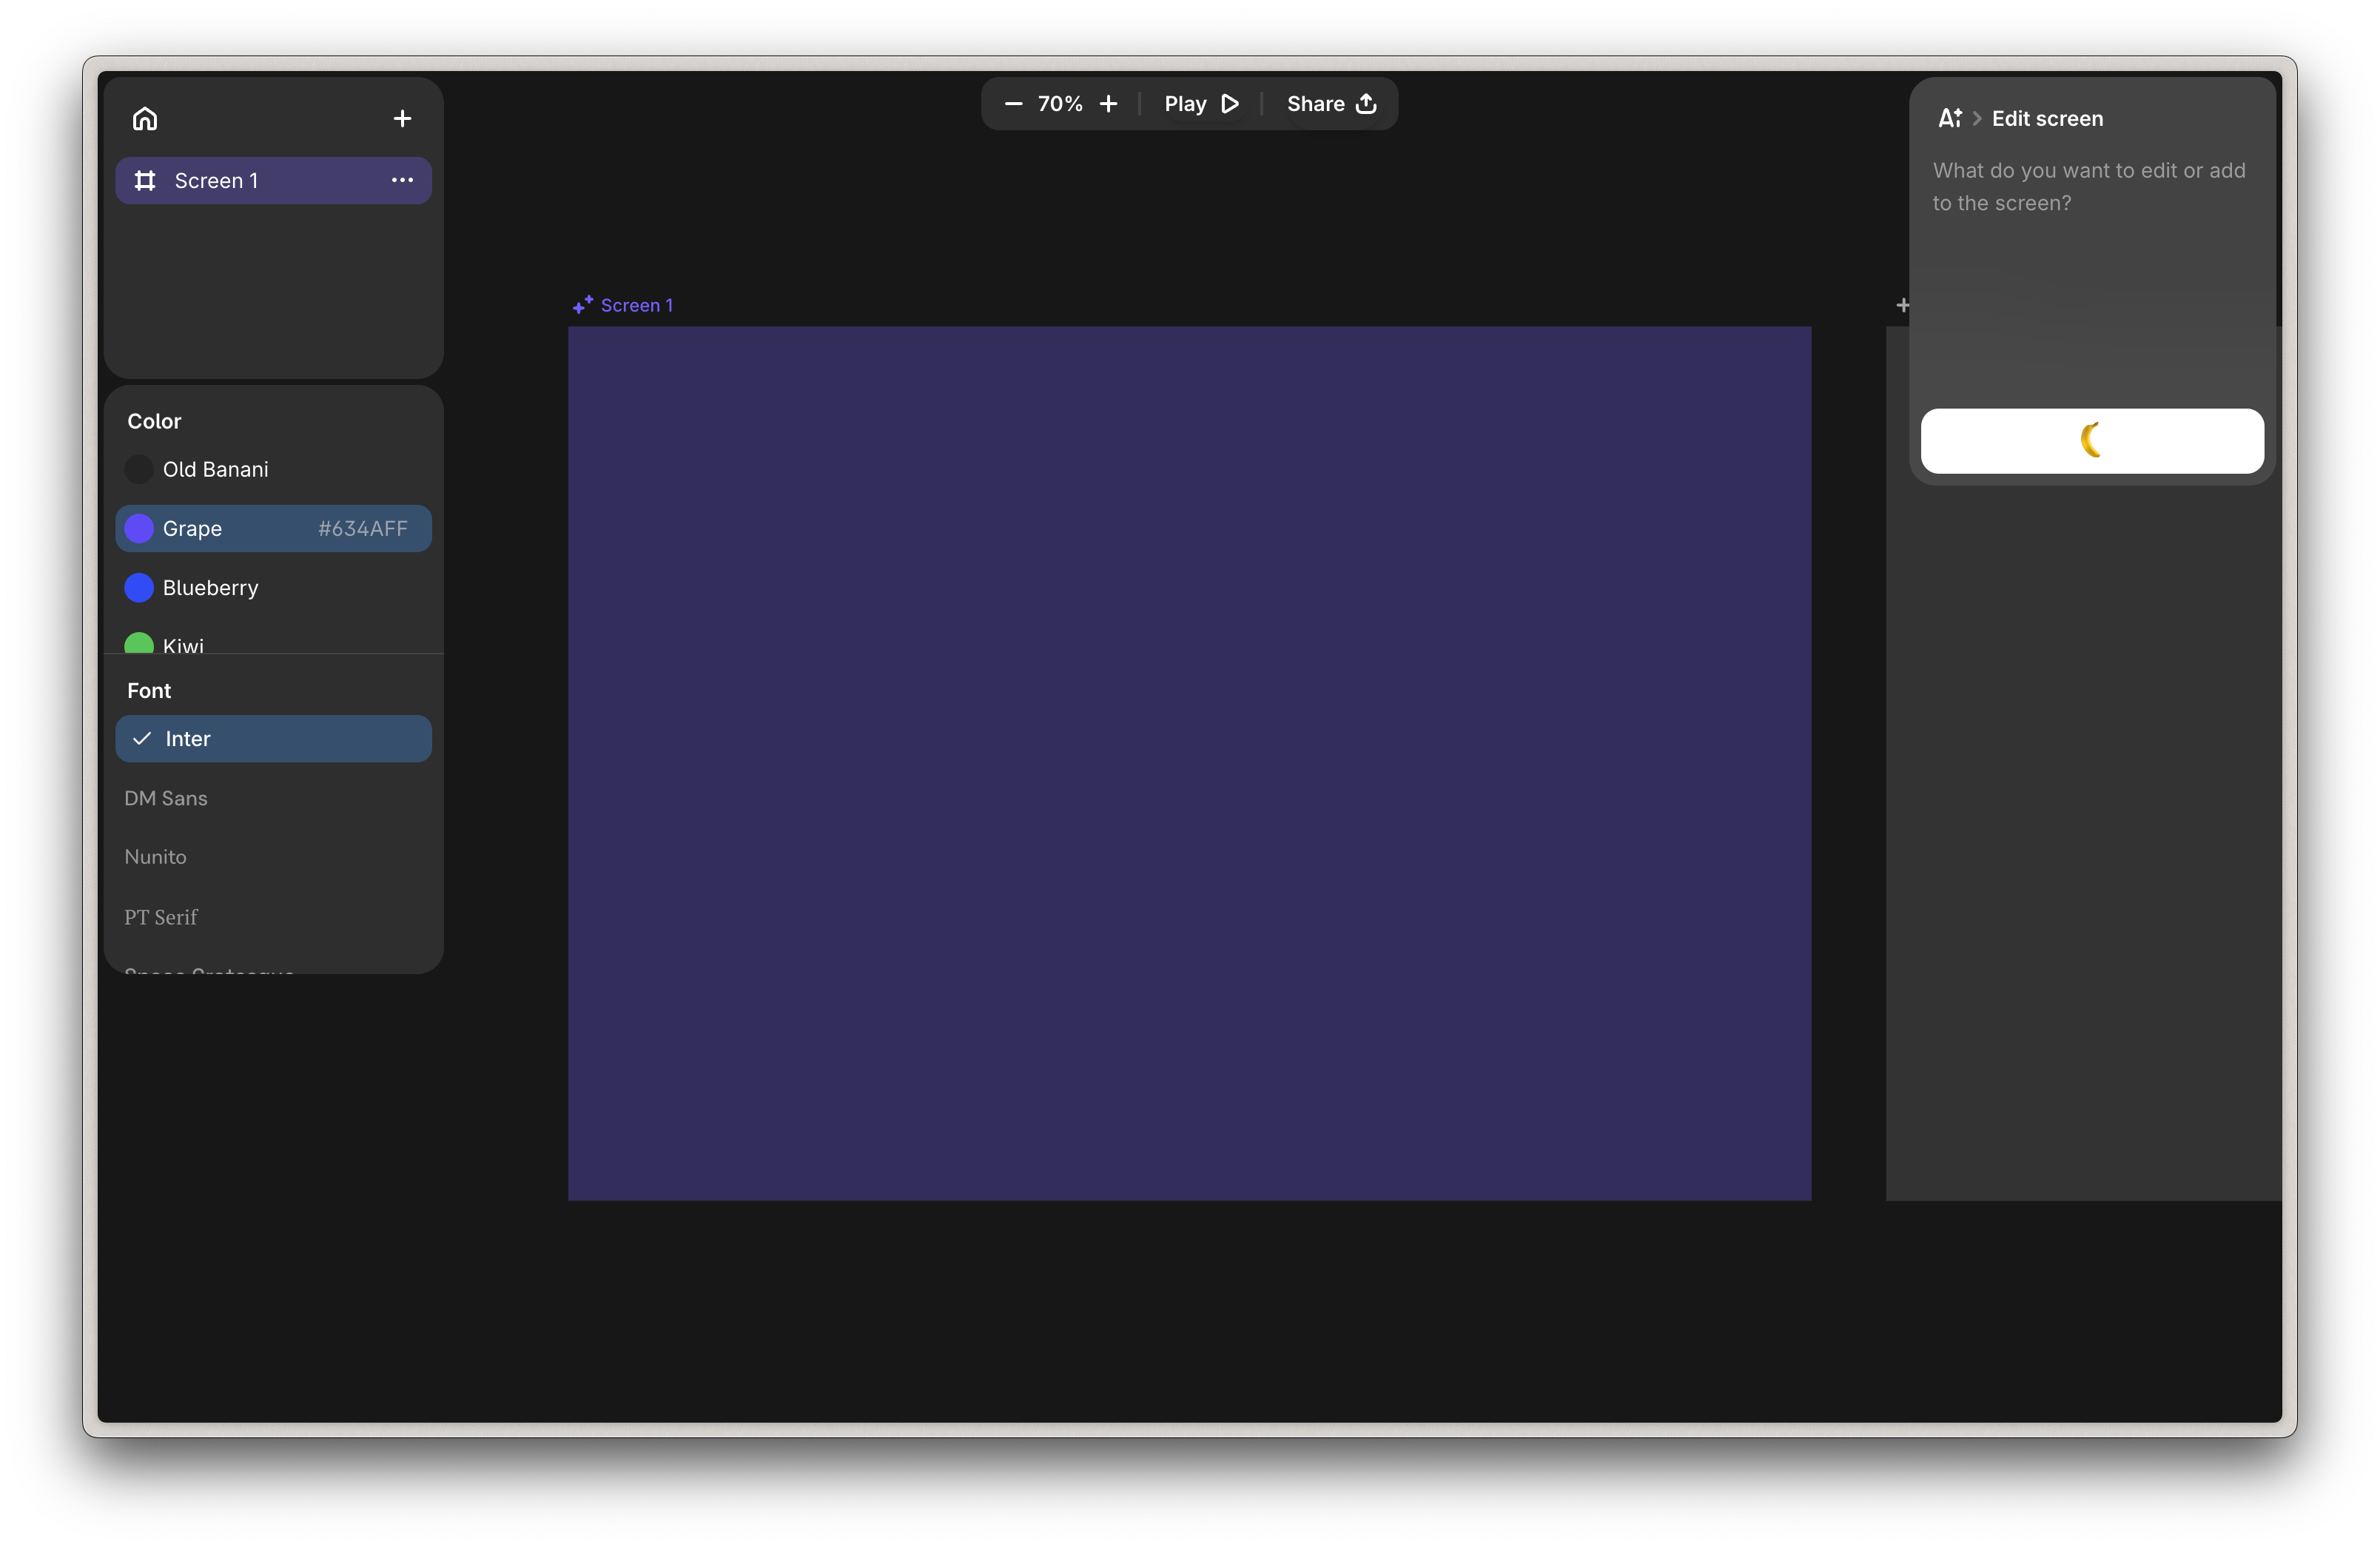 Screen 1
Color
Old Banani
Grape #634AFF
Blueberry
Kiwi
Font
Inter
DM Sans
Nunito
PT Serif
70%
Play
Share
Screen 1
Edit screen
What do you want to edit or add
to the screen?